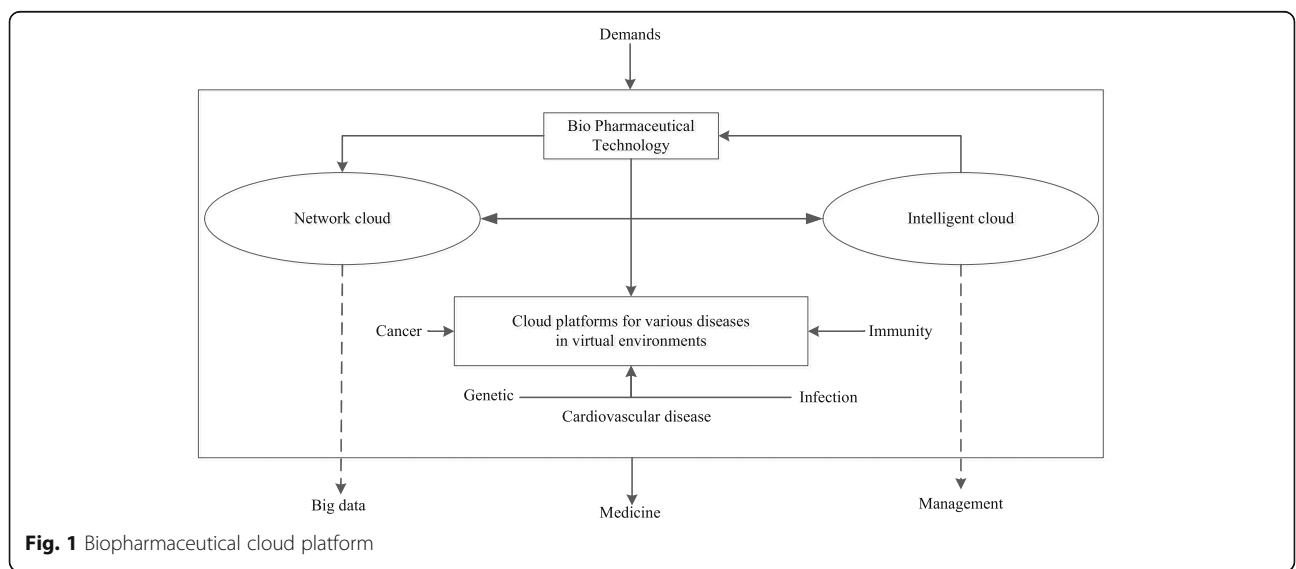 Demands
Bio Pharmaceutical
Technology
Network cloud
Intelligent cloud
Cloud platforms for various diseases
in virtual environments
Cancer
Immunity
Genetic
Infection
Cardiovascular disease
Big data
Medicine
Management
Fig. 1 Biopharmaceutical cloud platform